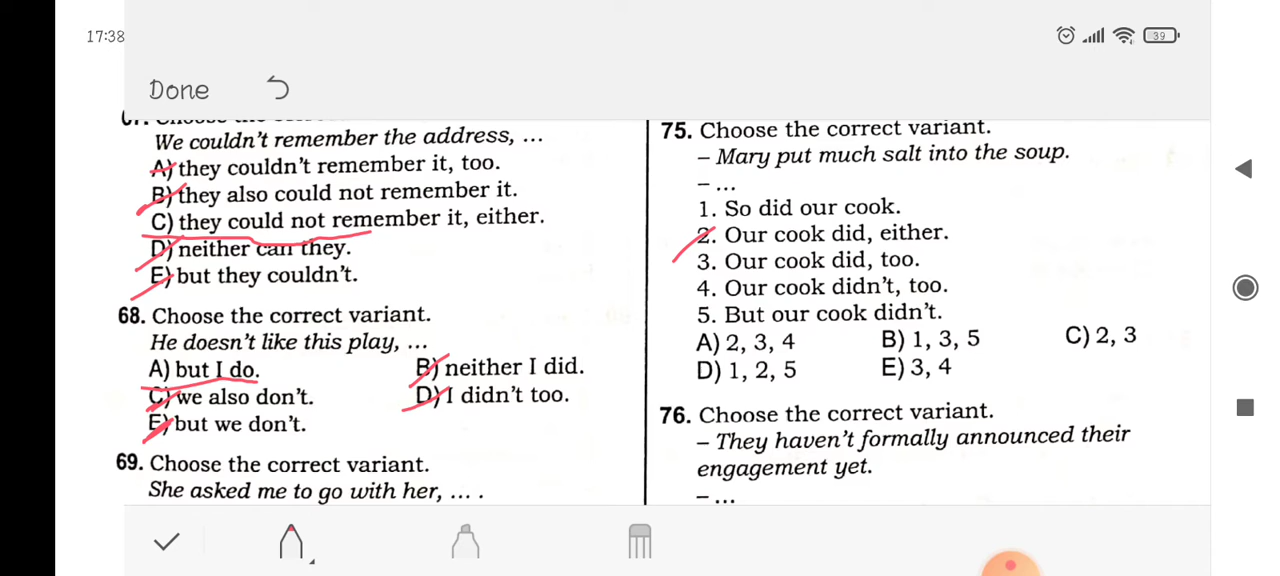 17:38
39
Done
67. Choose the
We couldn't remember the address, ...
A) they couldn't remember it, too.
B) they also could not remember it.
C) they could not remember it, either.
D) neither can they.
E) but they couldn't.
68. Choose the correct variant.
He doesn't like this play, ...
A) but I do.
B) neither I did.
C) we also don't.
D) I didn't too.
E) but we don't.
69. Choose the correct variant.
She asked me to go with her, ... .
75. Choose the correct variant.
– Mary put much salt into the soup.
– ...
1. So did our cook.
2. Our cook did, either.
3. Our cook did, too.
4. Our cook didn't, too.
5. But our cook didn't.
A) 2, 3, 4
B) 1, 3, 5
C) 2, 3
D) 1, 2, 5
E) 3, 4
76. Choose the correct variant.
– They haven't formally announced their
engagement yet.
– ...